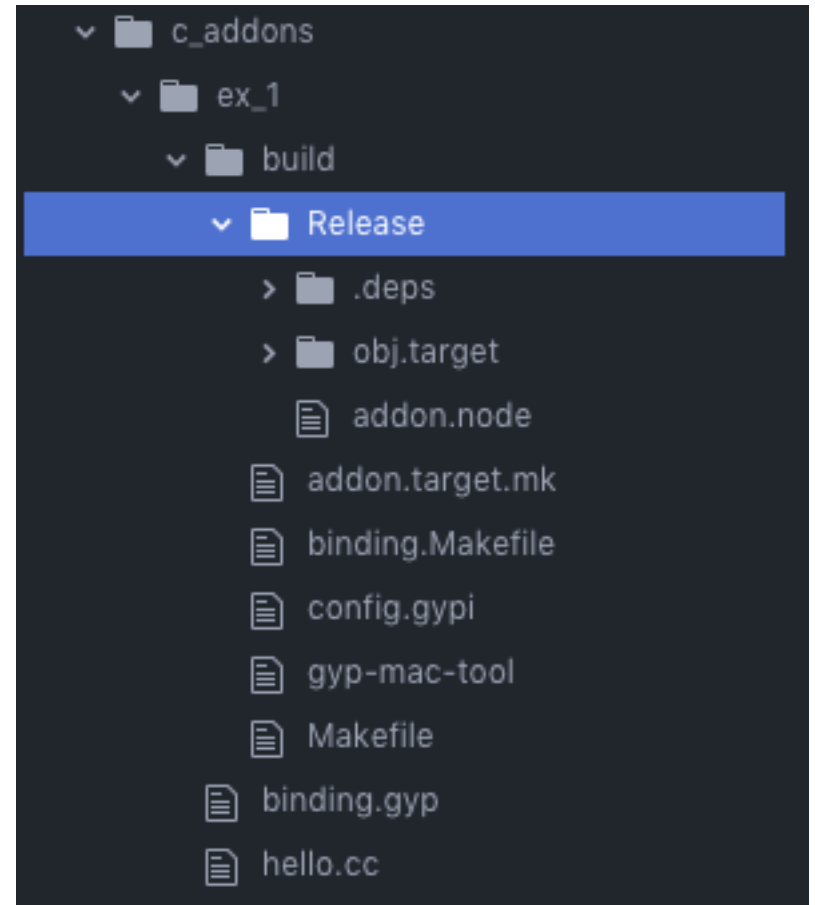 c_addons
ex_1
build
Release
.deps
obj.target
addon.node
addon.target.mk
binding.Makefile
config.gypi
gyp-mac-tool
Makefile
binding.gyp
hello.cc